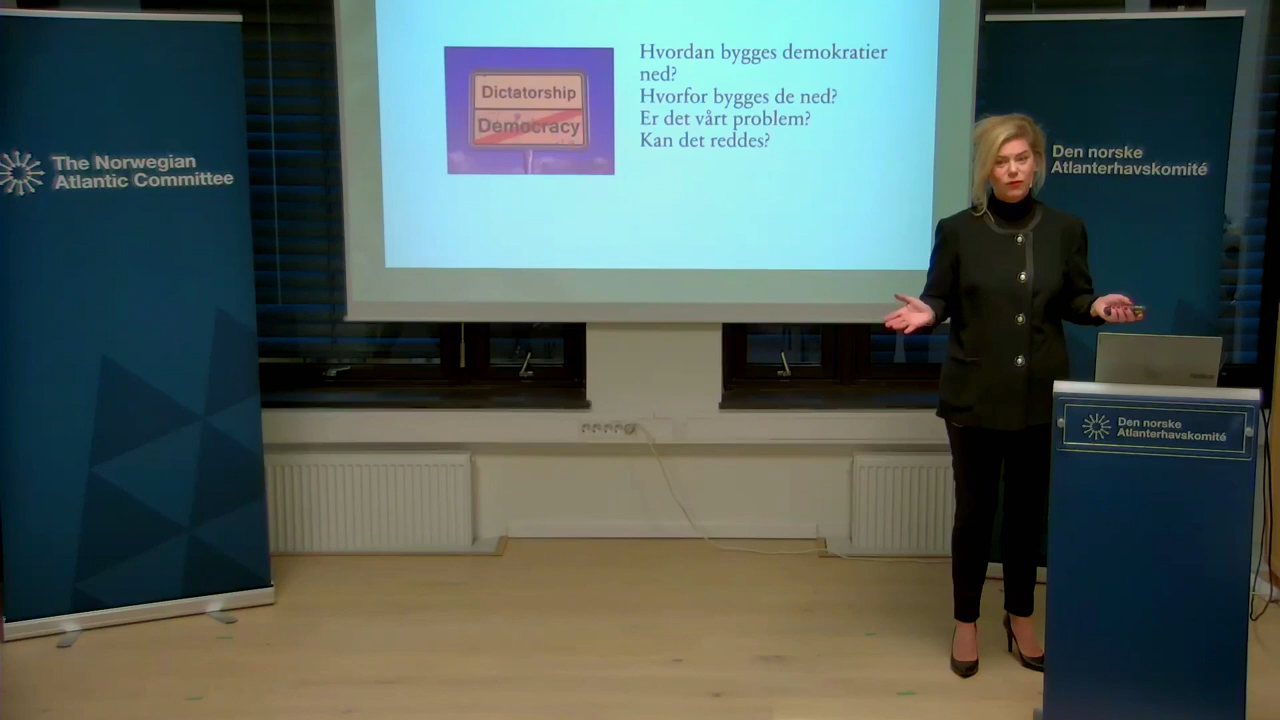 The Norwegian
Atlantic Committee
Dictatorship
Democracy
Hvordan bygges demokratier
ned?
Hvorfor bygges de ned?
Er det vårt problem?
Kan det reddes?
Den norske
Atlanterhavskomité
Den norske
Atlanterhavskomité